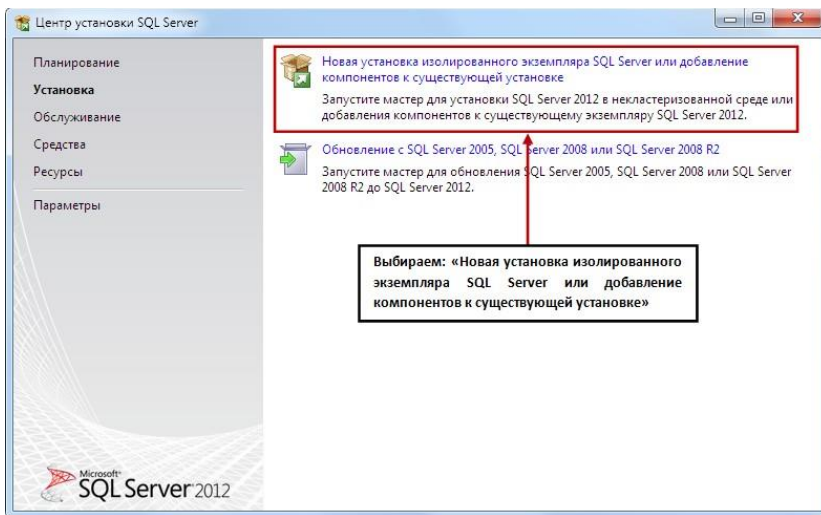 Центр установки SQL Server
Планирование
Установка
Обслуживание
Средства
Ресурсы
Параметры
Новая установка изолированного экземпляра SQL Server или добавление
компонентов к существующей установке
Запустите мастер для установки SQL Server 2012 в некластеризованной среде или
добавления компонентов к существующему экземпляру SQL Server 2012.
Обновление с SQL Server 2005, SQL Server 2008 или SQL Server 2008 R2
Запустите мастер для обновления SQL Server 2005, SQL Server 2008 или SQL Server
2008 R2 до SQL Server 2012.
Выбираем: «Новая установка изолированного
экземпляра SQL Server или добавление
компонентов к существующей установке»
Microsoft
SQL Server 2012